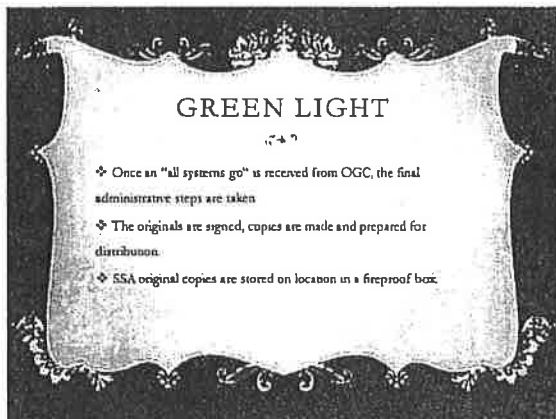 GREEN LIGHT
❖ Once an "all systems go" is received from OGC, the final
administrative steps are taken
❖ The originals are signed, copies are made and prepared for
distribution.
❖ SSA original copies are stored on location in a fireproof box.